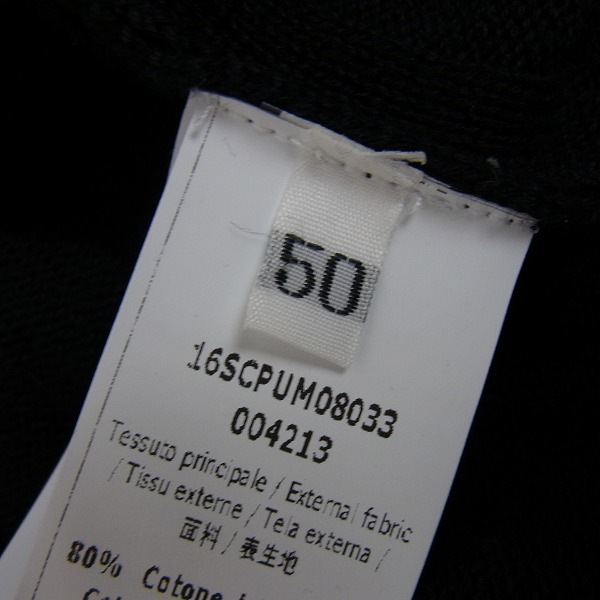 50
16SCPUM08033
004213
Tessuto principale / External fabric
/ Tissu externe / Tela externa /
面料 / 表生地
80% Cotone